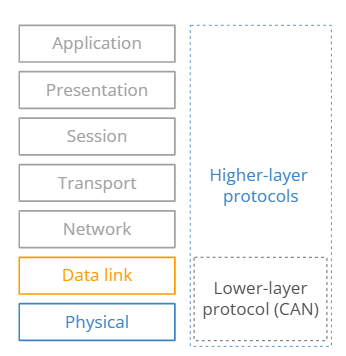 Application
Presentation
Session
Transport
Network
Data link
Physical
Higher-layer
protocols
Lower-layer
protocol (CAN)